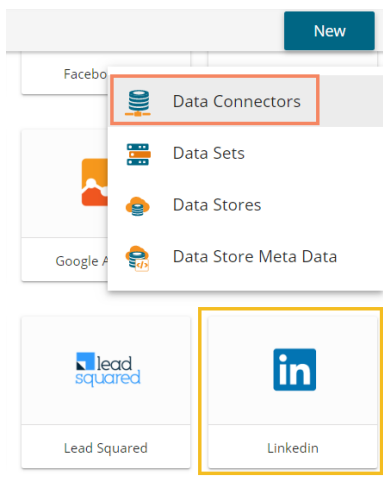 New
Facebo
Data Connectors
Data Sets
Data Stores
Data Store Meta Data
Google A
lead
squared
in
Lead Squared
Linkedin